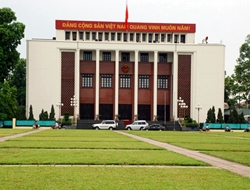 ĐẢNG CỘNG SẢN VIỆT NAM QUANG VINH MUÔN NĂM!